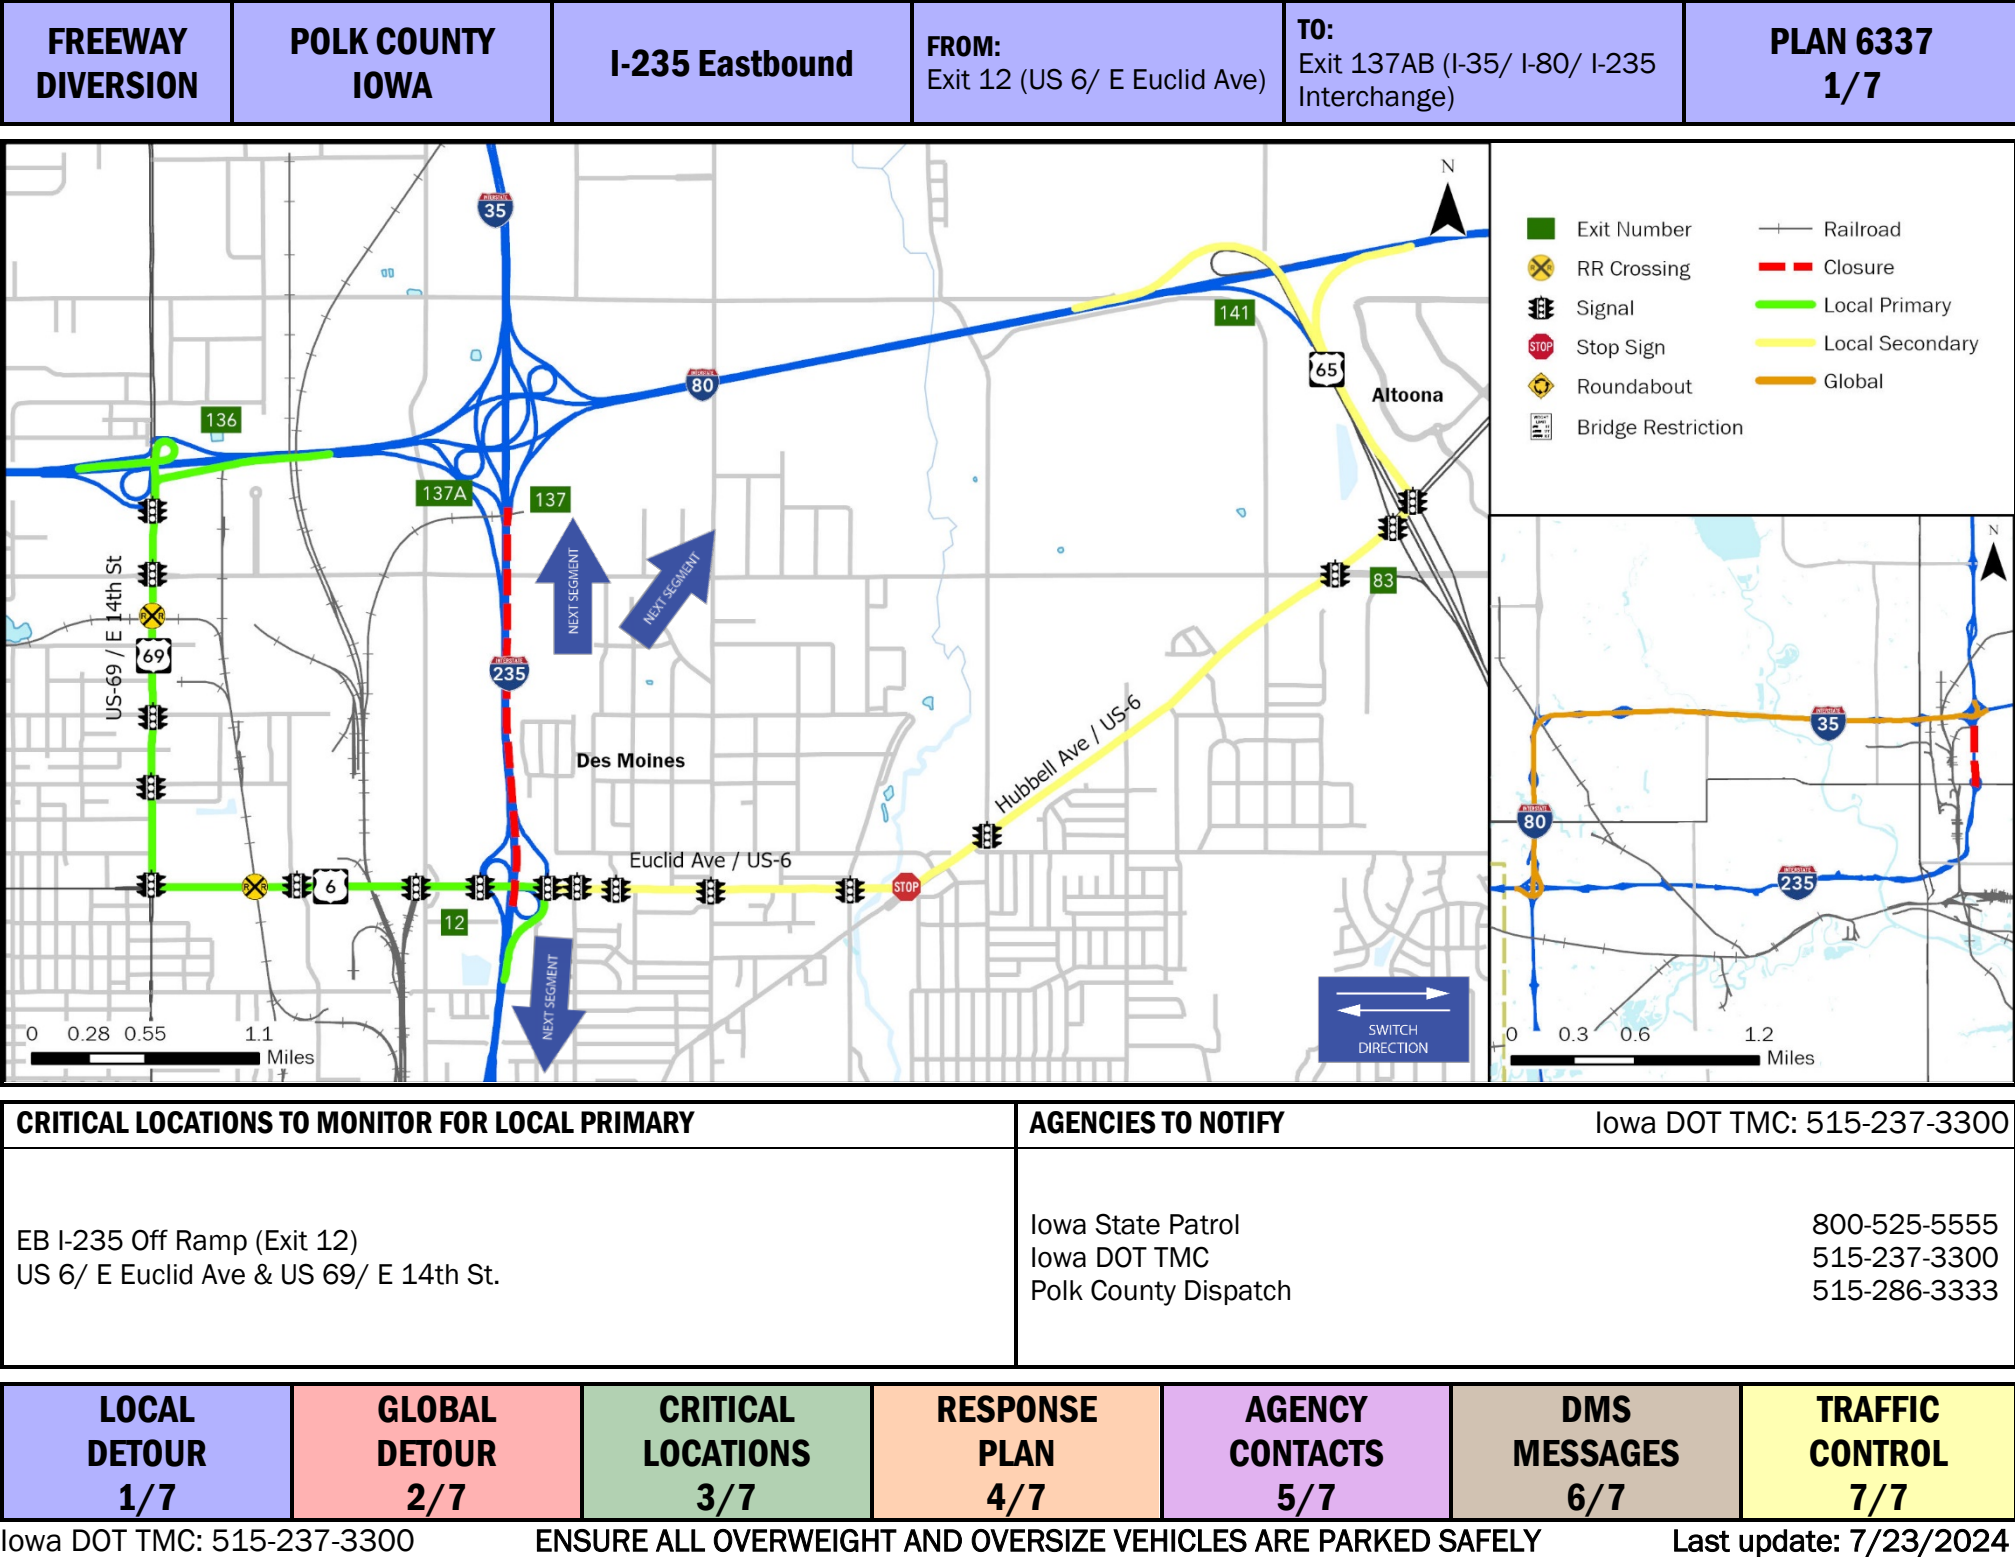 FREEWAY
DIVERSION
POLK COUNTY
IOWA
I-235 Eastbound
FROM:
Exit 12 (US 6/ E Euclid Ave)
TO:
Exit 137AB (I-35/ I-80/ I-235
Interchange)
PLAN 6337
1/7
N
35
141
80
65
Altoona
136
137A
137
NEXT SEGMENT
NEXT SEGMENT
83
US-69 / E 14th St
69
235
Des Moines
Hubbell Ave / US-6
Euclid Ave / US-6
6
STOP
12
NEXT SEGMENT
SWITCH
DIRECTION
0 0.28 0.55 1.1
Miles
Exit Number
RR Crossing
Signal
STOP
Stop Sign
Roundabout
Bridge Restriction
Railroad
Closure
Local Primary
Local Secondary
Global
N
35
80
235
0 0.3 0.6 1.2
Miles
CRITICAL LOCATIONS TO MONITOR FOR LOCAL PRIMARY
EB I-235 Off Ramp (Exit 12)
US 6/ E Euclid Ave & US 69/ E 14th St.
AGENCIES TO NOTIFY Iowa DOT TMC: 515-237-3300
Iowa State Patrol 800-525-5555
Iowa DOT TMC 515-237-3300
Polk County Dispatch 515-286-3333
LOCAL
DETOUR
1/7
GLOBAL
DETOUR
2/7
CRITICAL
LOCATIONS
3/7
RESPONSE
PLAN
4/7
AGENCY
CONTACTS
5/7
DMS
MESSAGES
6/7
TRAFFIC
CONTROL
7/7
Iowa DOT TMC: 515-237-3300 ENSURE ALL OVERWEIGHT AND OVERSIZE VEHICLES ARE PARKED SAFELY Last update: 7/23/2024